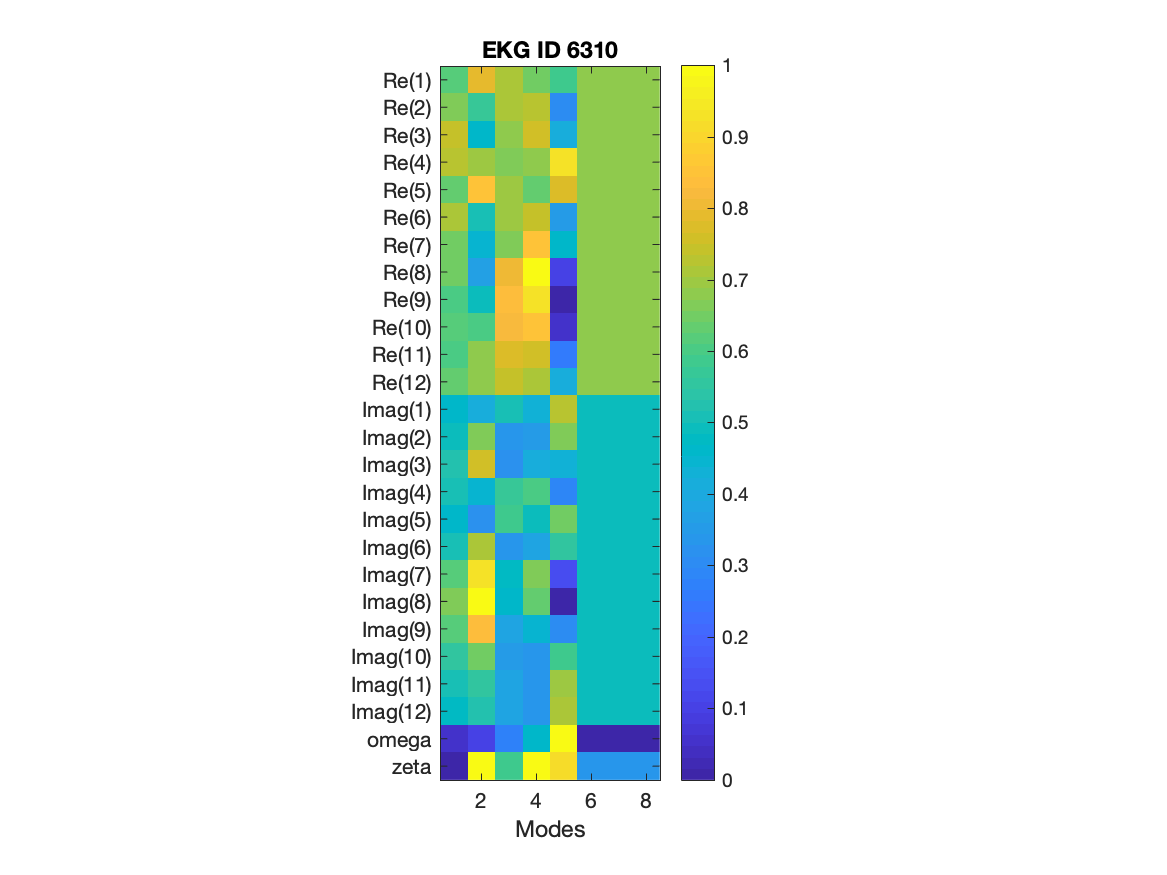 EKG ID 6310
Re(1)
Re(2)
Re(3)
Re(4)
Re(5)
Re(6)
Re(7)
Re(8)
Re(9)
Re(10)
Re(11)
Re(12)
Imag(1)
Imag(2)
Imag(3)
Imag(4)
Imag(5)
Imag(6)
Imag(7)
Imag(8)
Imag(9)
Imag(10)
Imag(11)
Imag(12)
omega
zeta
2 4 6 8
Modes
1
0.9
0.8
0.7
0.6
0.5
0.4
0.3
0.2
0.1
0